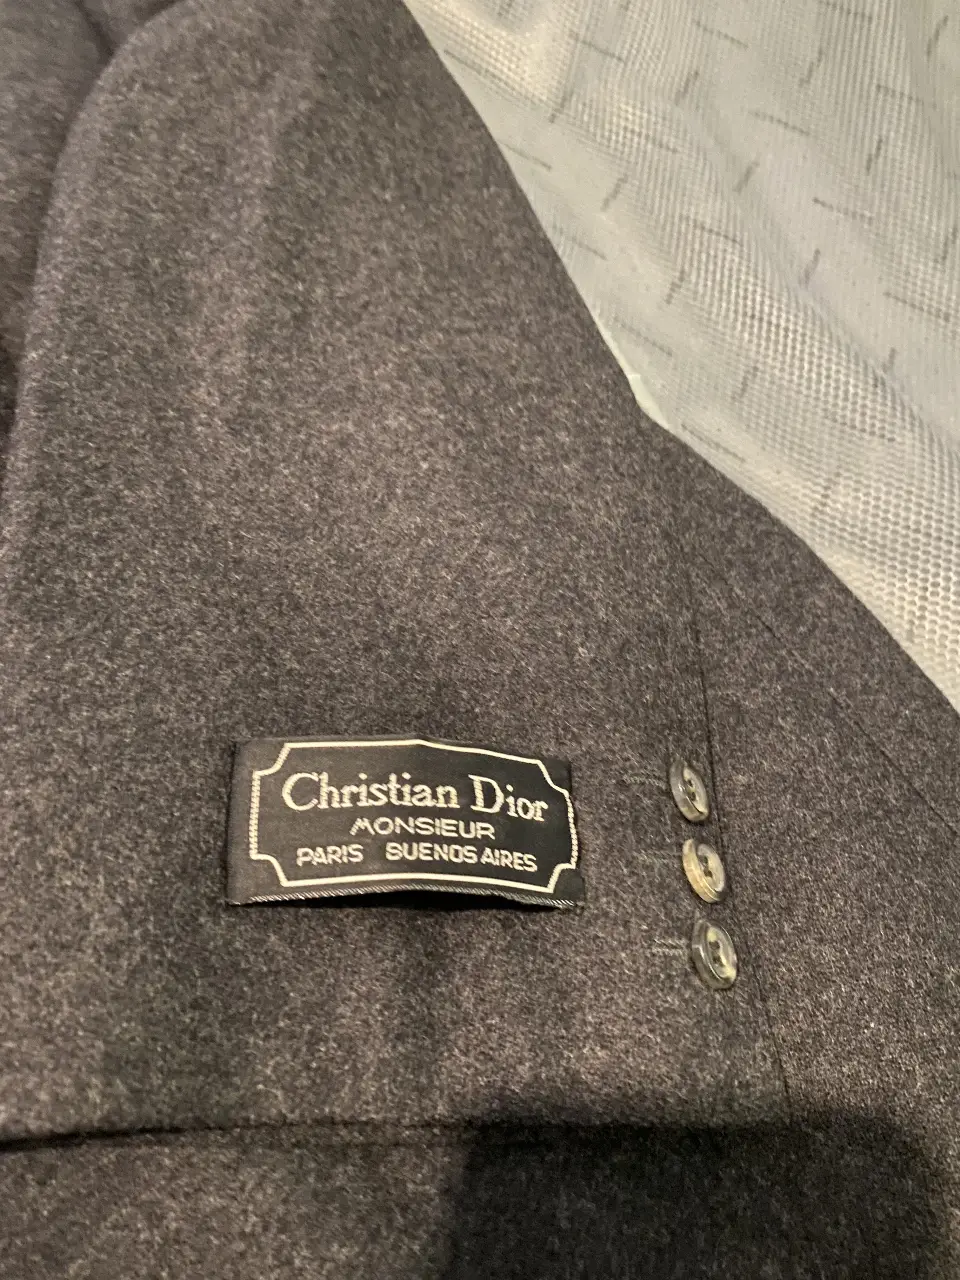 Christian Dior
MONSIEUR
PARIS BUENOS AIRES